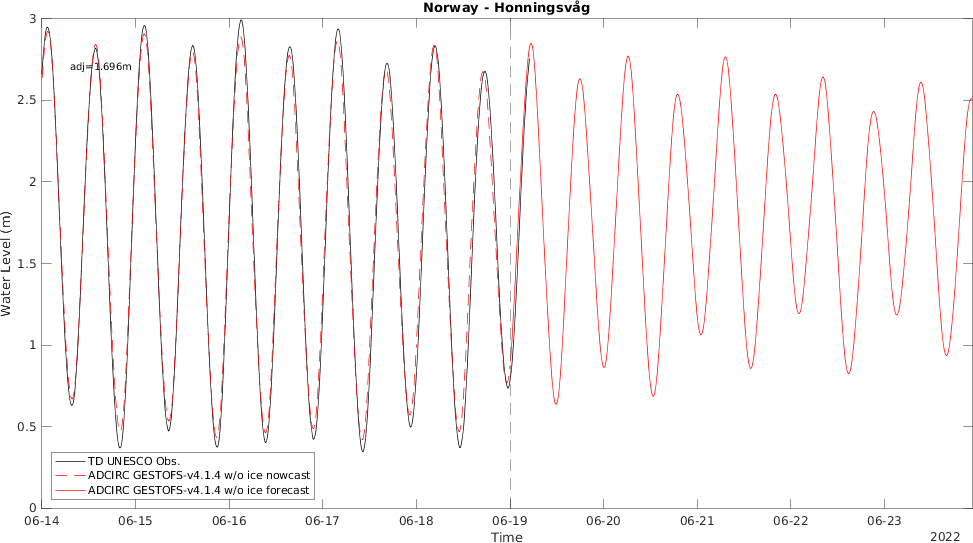 Norway - Honningsvåg
3
2.5
2
1.5
1
0.5
0
Water Level (m)
adj=1.696m
TD UNESCO Obs.
ADCIRC GESTOFS-v4.1.4 w/o ice nowcast
ADCIRC GESTOFS-v4.1.4 w/o ice forecast
06-14 06-15 06-16 06-17 06-18 06-19 06-20 06-21 06-22 06-23
Time
2022